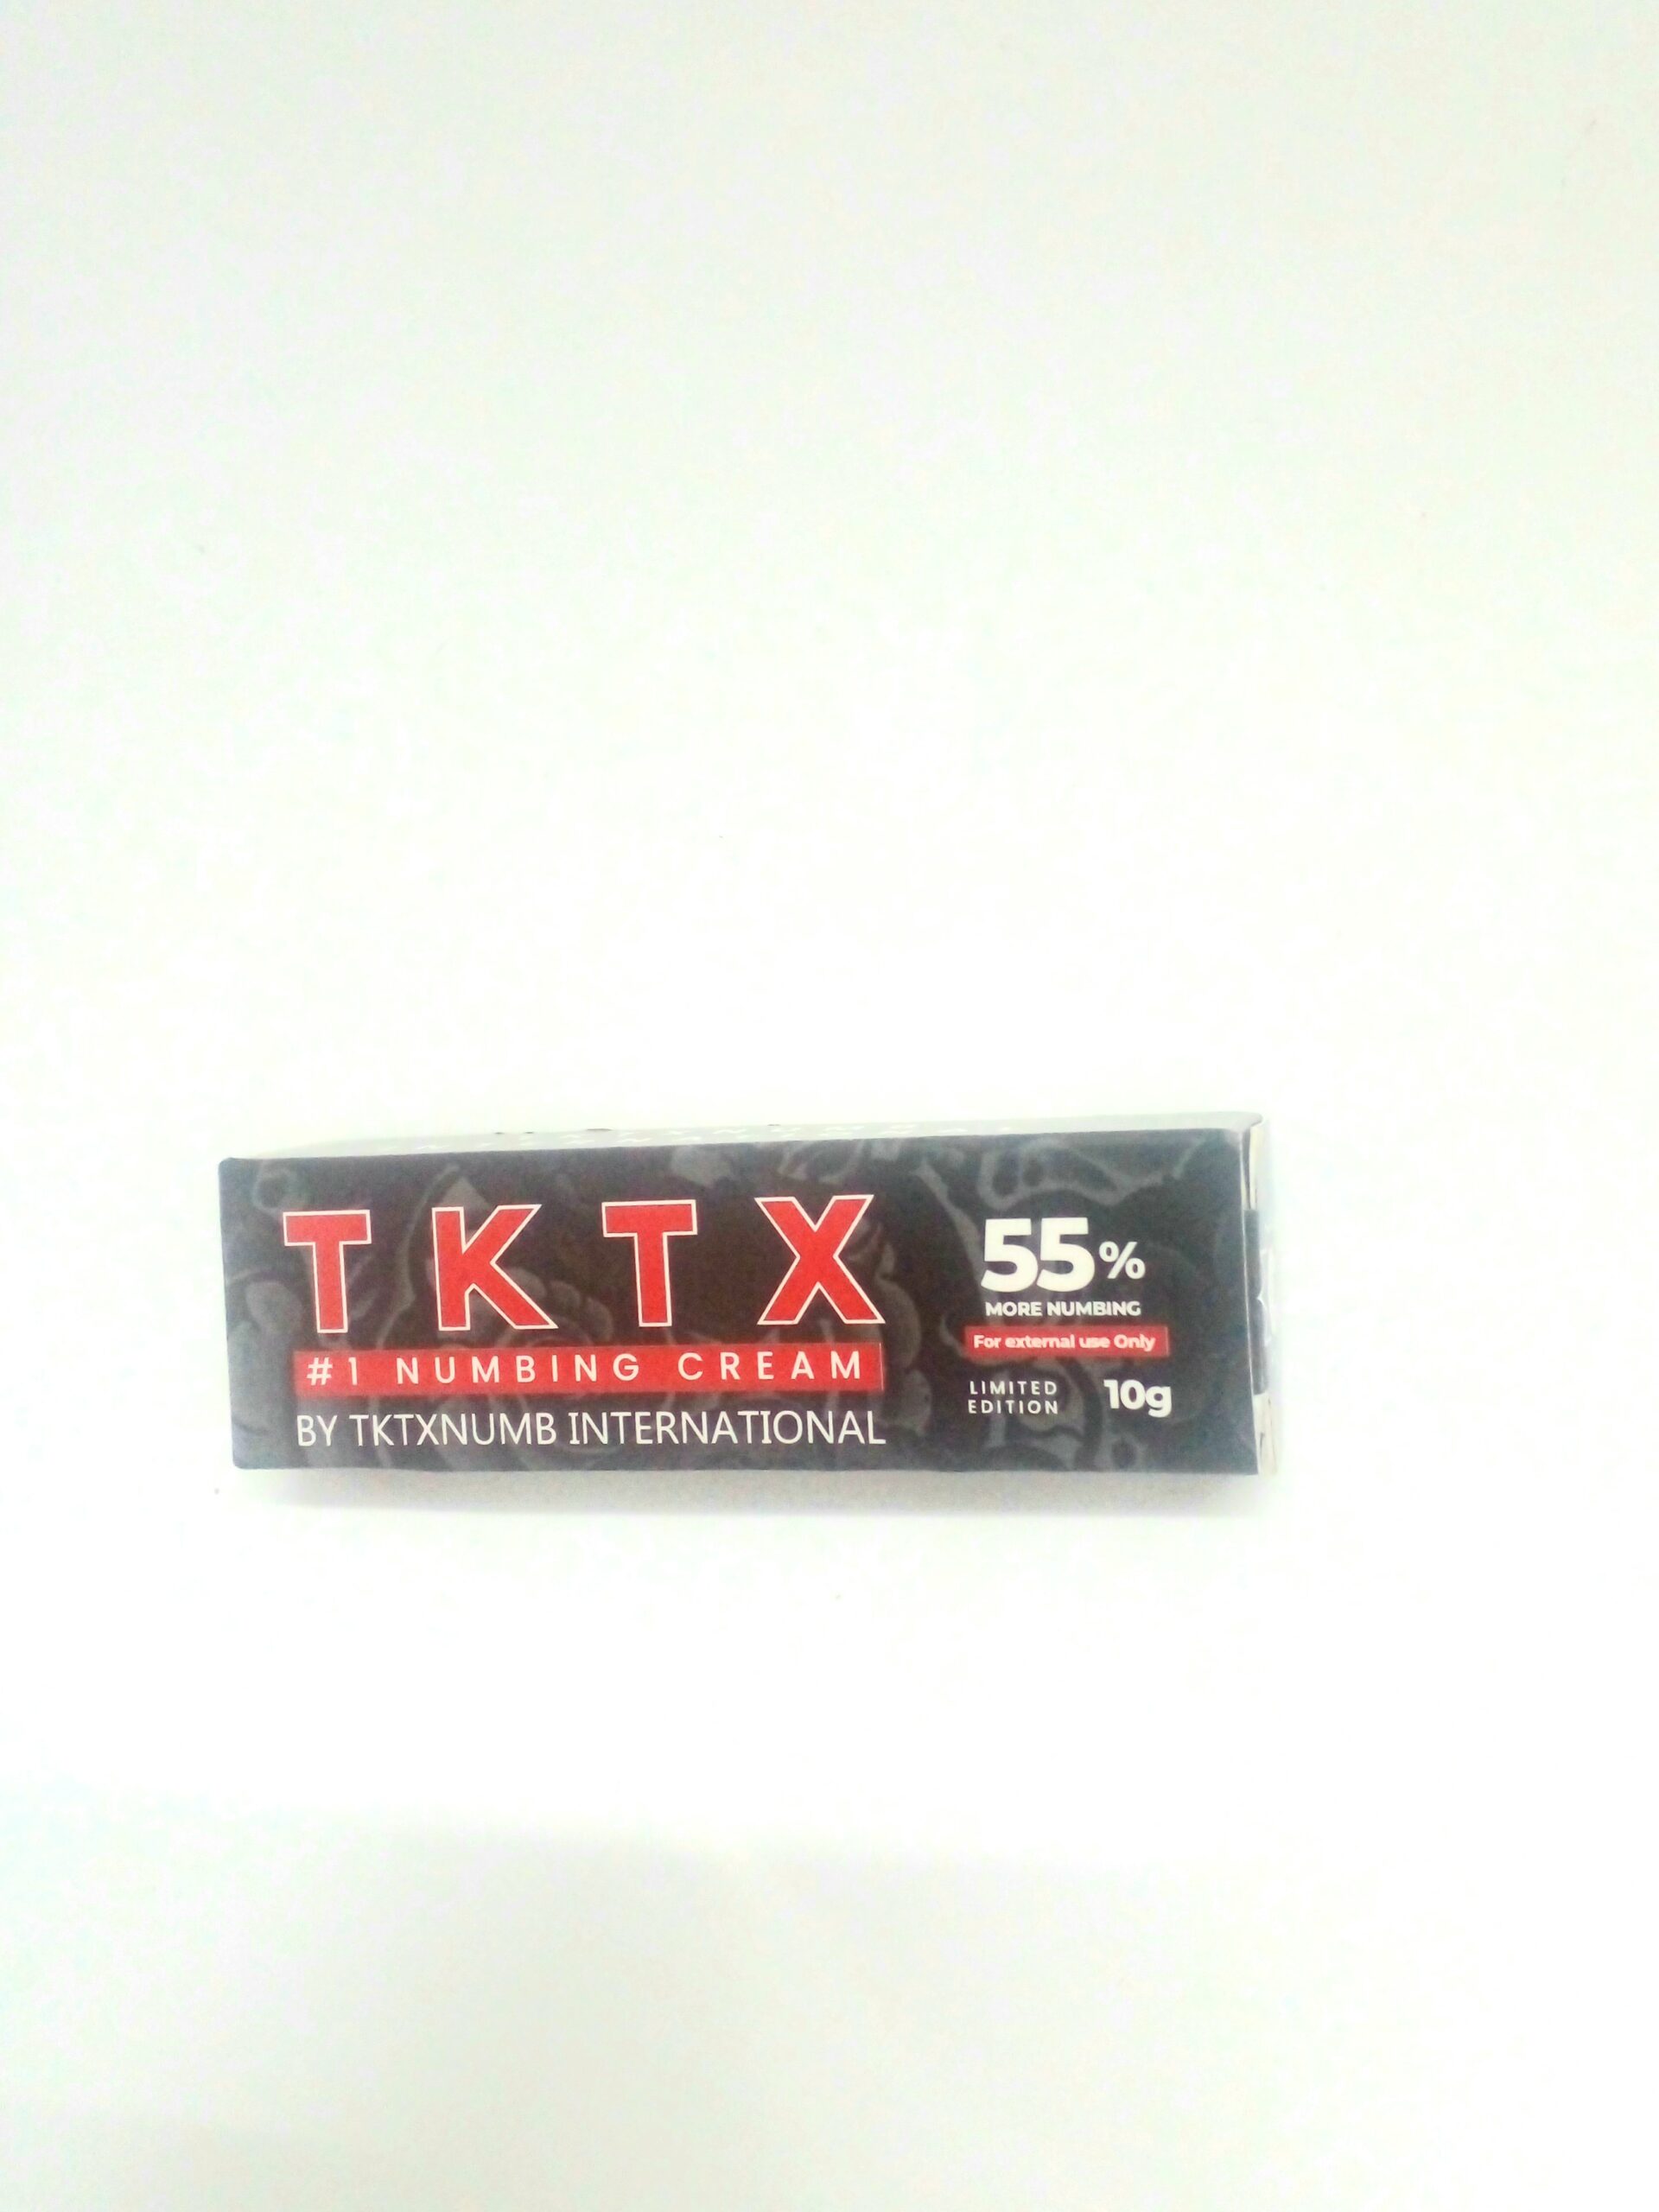 TKTX
#1 NUMBING CREAM
BY TKTXNUMB INTERNATIONAL
55%
MORE NUMBING
For external use Only
LIMITED
EDITION
10g